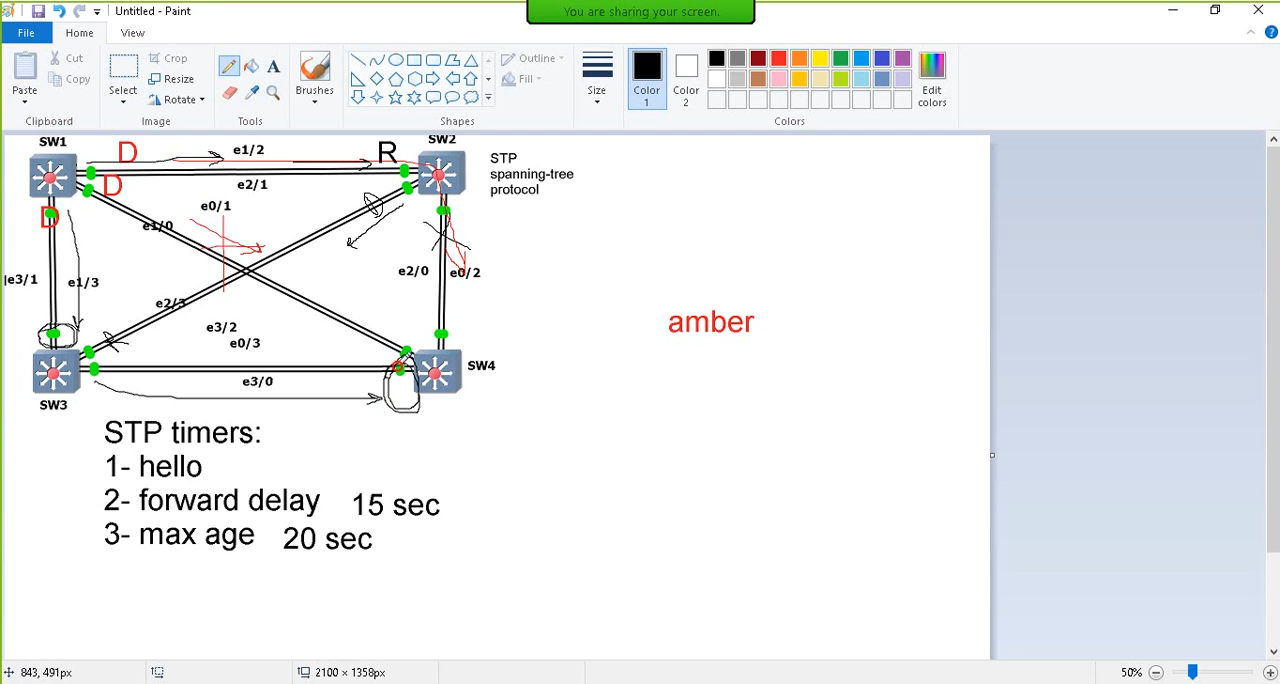 You are sharing your screen.
Untitled - Paint
File
Home
View
Paste
Cut
Copy
Clipboard
Select
Crop
Resize
Rotate
Image
A
Tools
Brushes
Shapes
Outline
Fill
Size
Color 1
Color 2
Edit colors
Colors
SW1
SW2
D
e1/2
R
STP
D
e2/1
spanning-tree
protocol
D
e0/1
e1/0
e3/1
e1/3
e2/0
e0/2
e2/3
e3/2
e0/3
amber
SW4
e3/0
SW3
STP timers:
1- hello
2- forward delay 15 sec
3- max age 20 sec
843, 491px
2100 × 1358px
50%